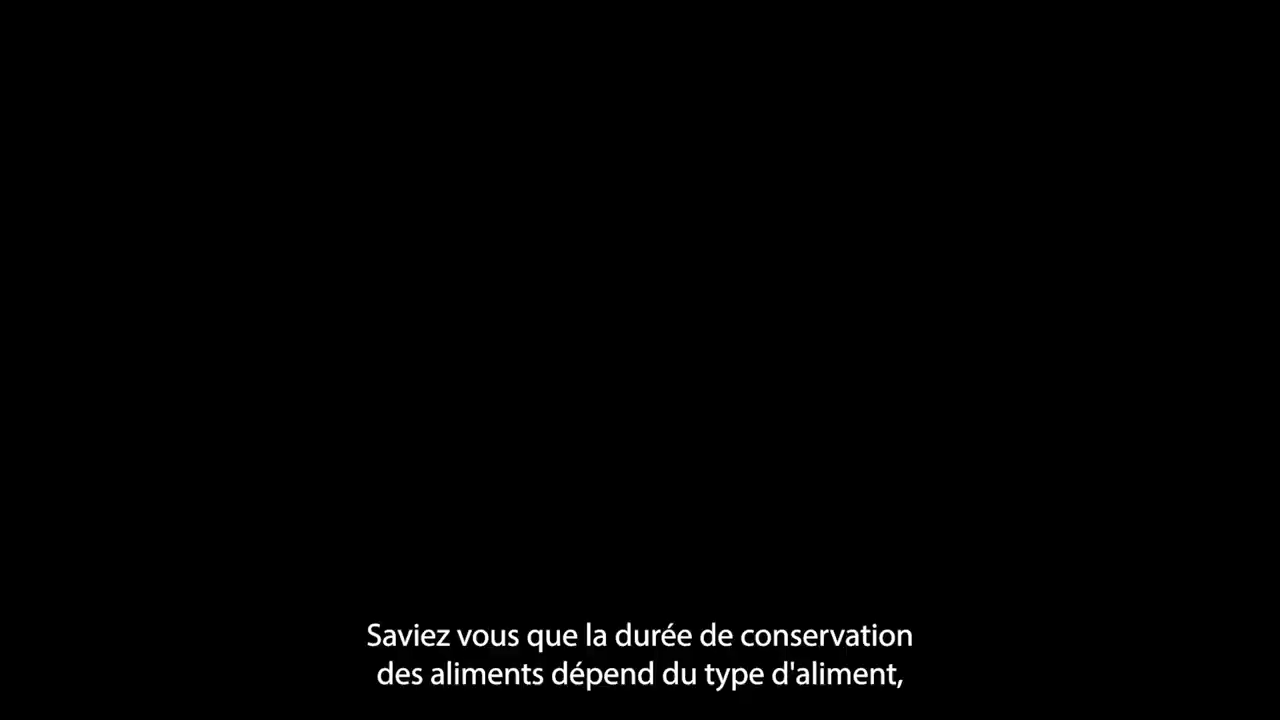 Saviez vous que la durée de conservation
des aliments dépend du type d'aliment,